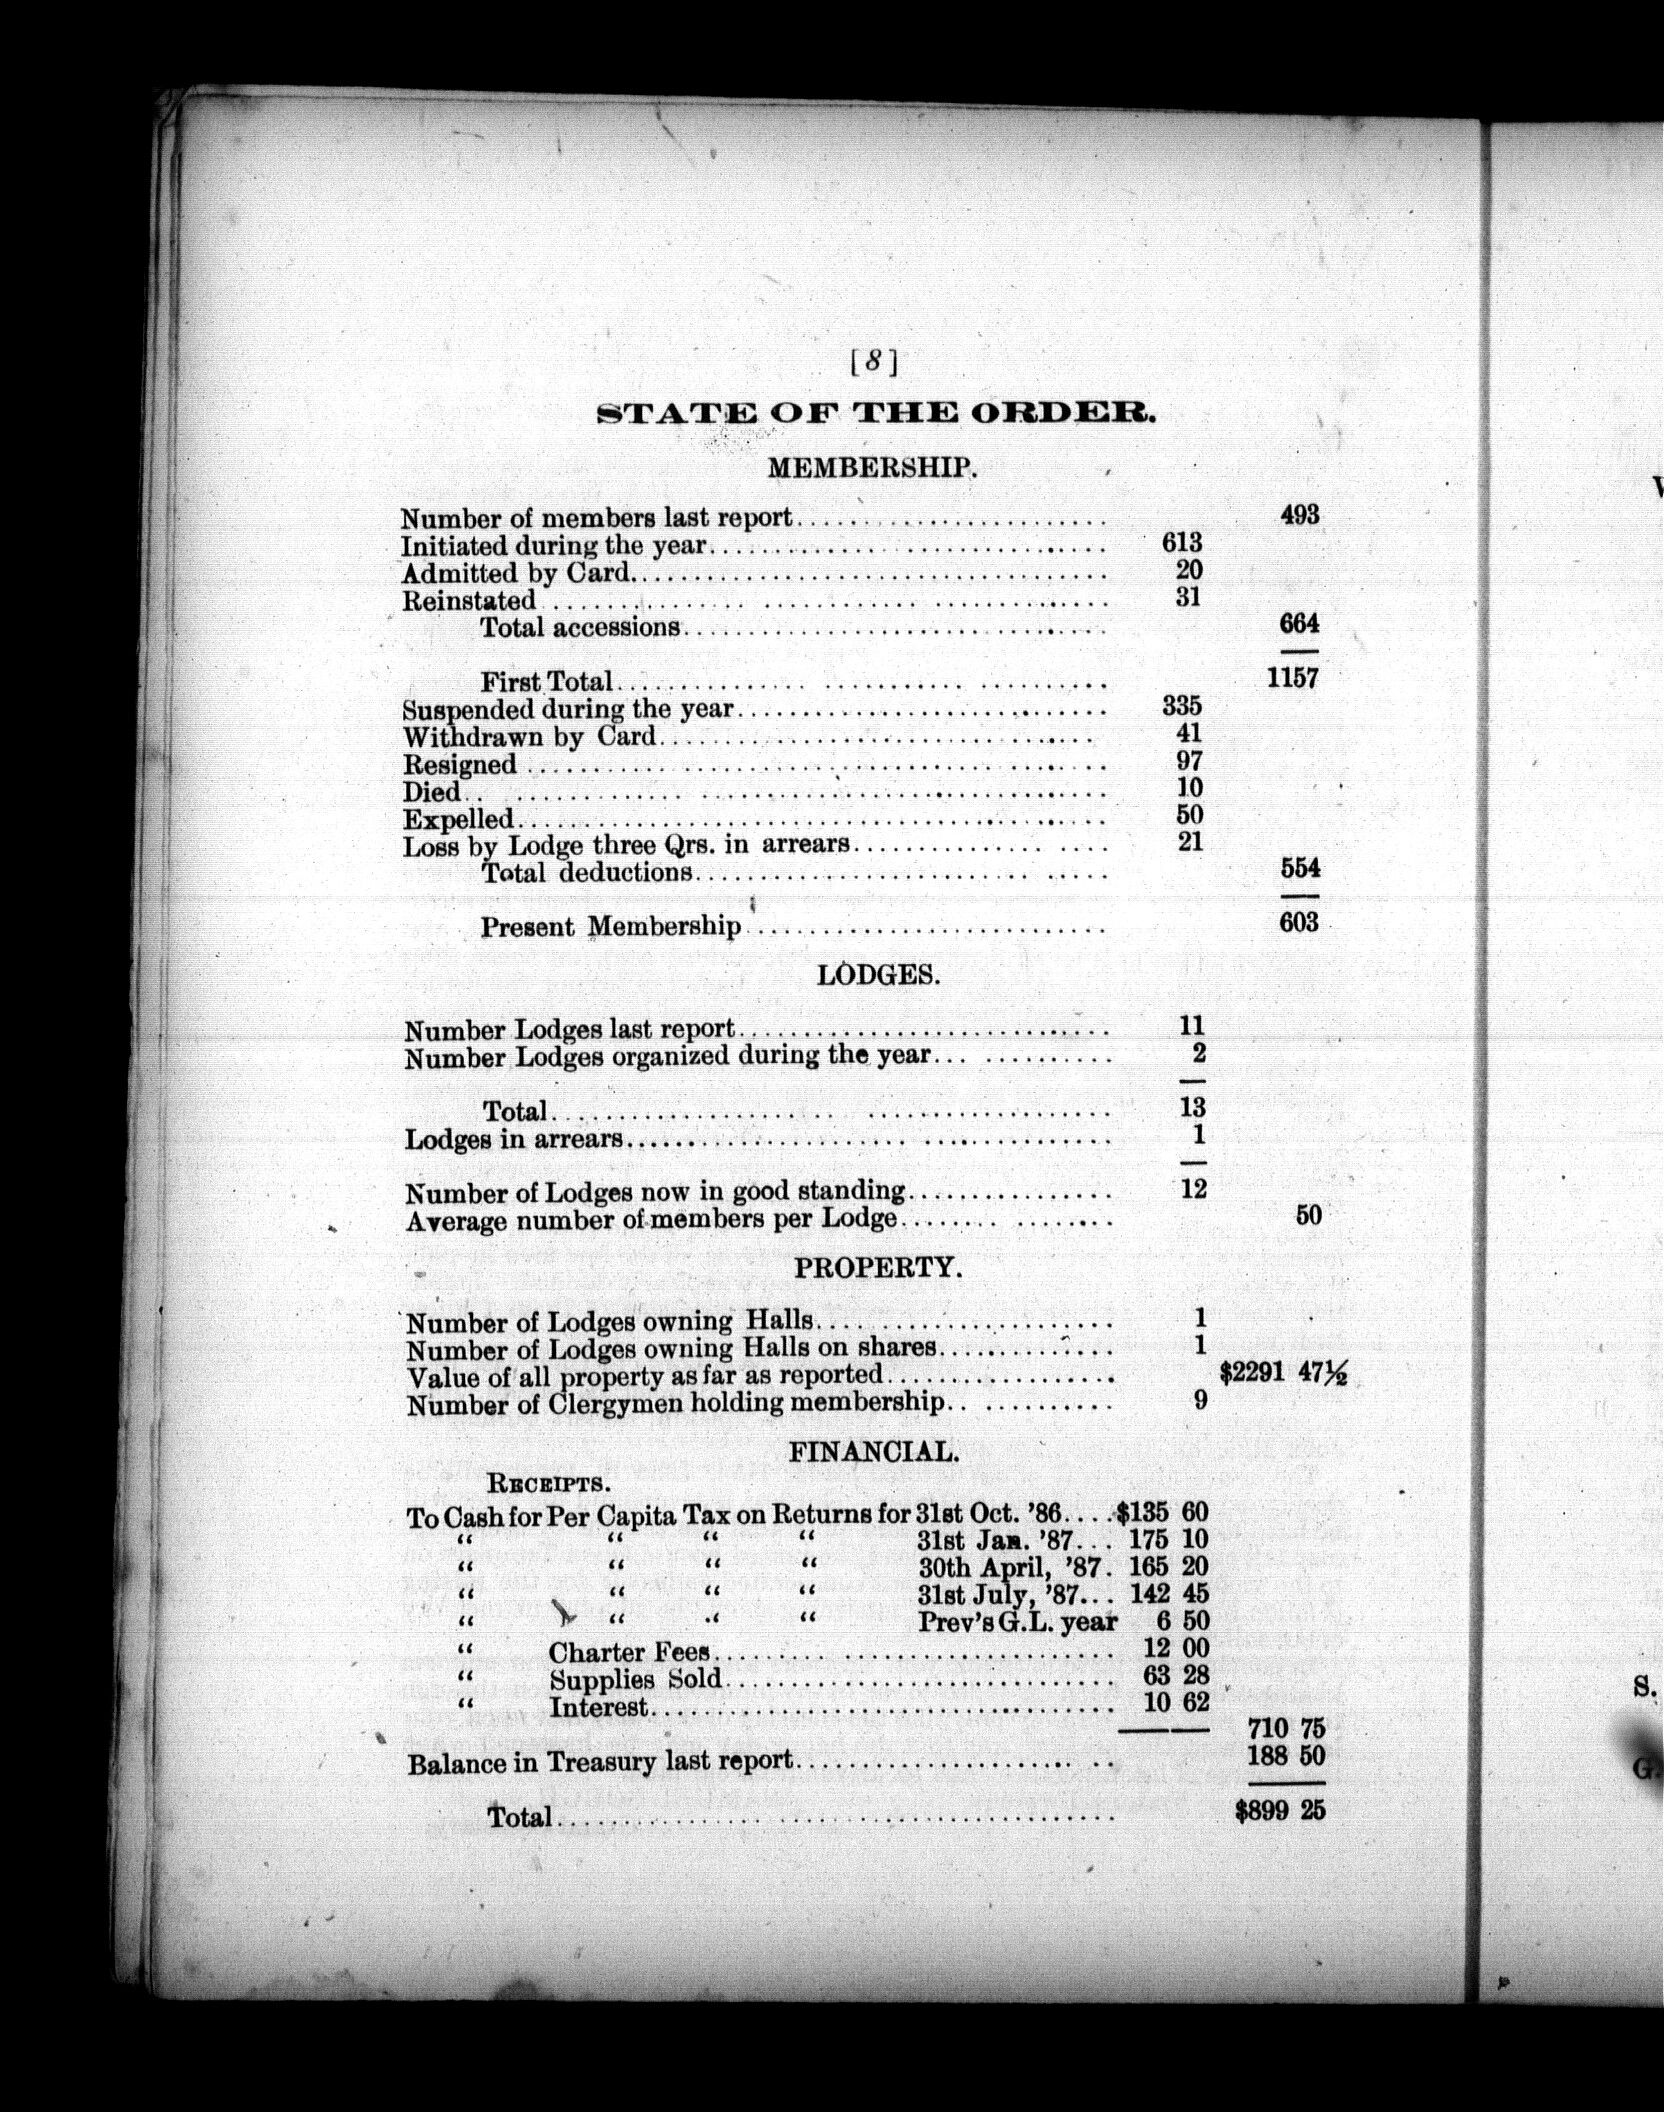 [8]
STATE OF THE ORDER.
MEMBERSHIP.
Number of members last report........................ 493
Initiated during the year.............................. 613
Admitted by Card.................................... 20
Reinstated .......................................... 31
Total accessions................................ 664
First Total..................................... 1157
Suspended during the year............................ 335
Withdrawn by Card.................................. 41
Resigned ............................................ 97
Died.. ............................................. 10
Expelled............................................. 50
Loss by Lodge three Qrs. in arrears.................... 21
Total deductions................................ 554
Present Membership............................ 603
LODGES.
Number Lodges last report............................. 11
Number Lodges organized during the year... .......... 2
Total.......................................... 13
Lodges in arrears..................................... 1
Number of Lodges now in good standing................ 12
Average number of members per Lodge........ ........ 50
PROPERTY.
Number of Lodges owning Halls....................... 1
Number of Lodges owning Halls on shares.............. 1
Value of all property as far as reported.................. $2291 47½
Number of Clergymen holding membership.. .......... 9
FINANCIAL.
RECEIPTS.
To Cash for Per Capita Tax on Returns for 31st Oct. '86....$135 60
“ “ “ “ 31st Jan. '87... 175 10
“ “ “ “ 30th April, '87. 165 20
“ “ “ “ 31st July, '87... 142 45
“ “ “ “ Prev's G.L. year 6 50
“ Charter Fees............................... 12 00
“ Supplies Sold.............................. 63 28
“ Interest.................................... 10 62
710 75
Balance in Treasury last report....................... .. 188 50
Total........................................... $899 25
S.
G.